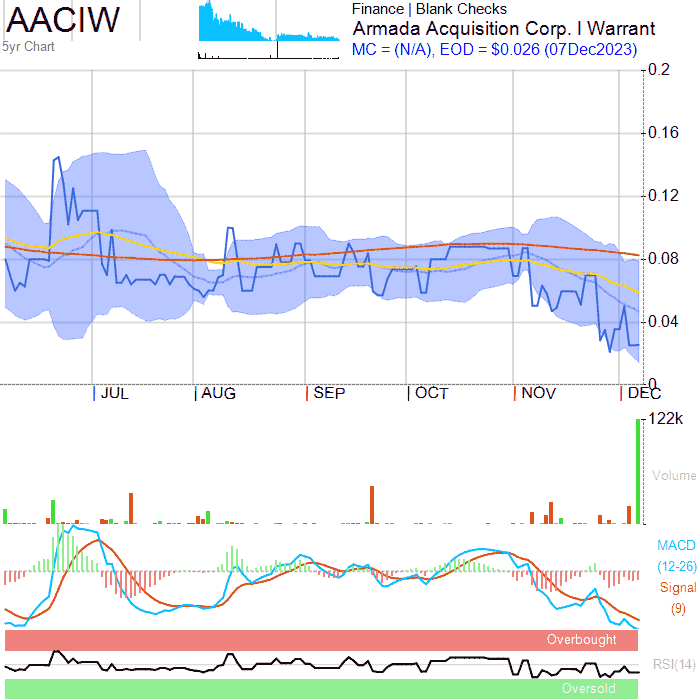 AACIW
5yr Chart
Finance | Blank Checks
Armada Acquisition Corp. I Warrant
MC = (N/A), EOD = $0.026 (07Dec2023)
0.2
0.16
0.12
0.08
0.04
0
JUL AUG SEP OCT NOV DEC
122k
Volume
MACD
(12-26)
Signal
(9)
Overbought
RSI(14)
Oversold